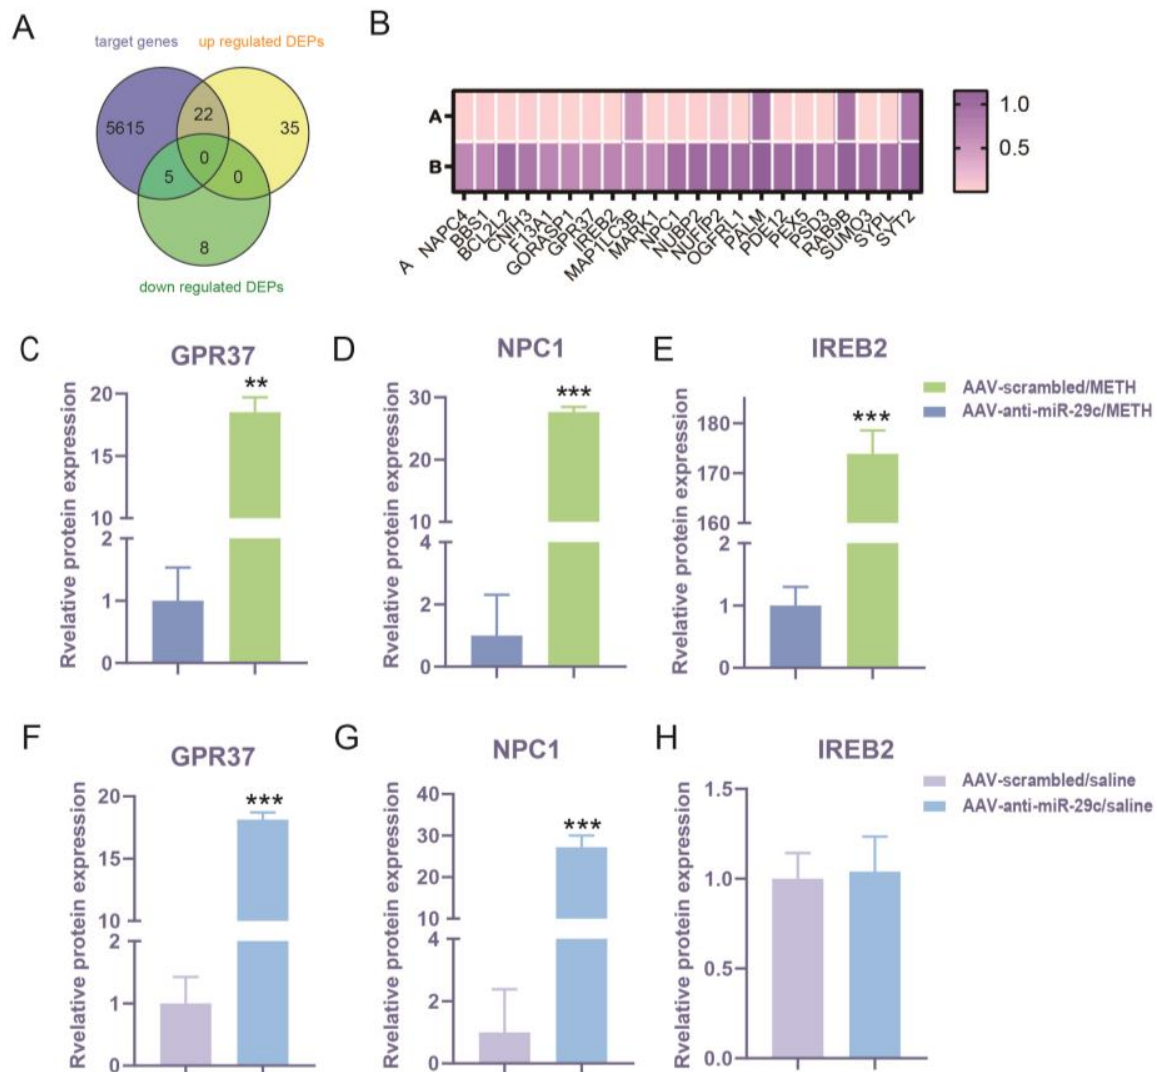 A
target genes
up regulated DEPs
5615
22
35
0
5
0
8
down regulated DEPs
B
A
B
1.0
0.5
A NAPC4
BBS1
BCL2L2
CNIH3
F13A1
GORASP1
GPR37
IREB2
MAP1LC3B
MARK1
NPC1
NUBP2
NUFIP2
OGFRL1
PALM
PDE12
PEX5
PSD3
RAB9B
SUMO3
SYPL
SYT2
C
GPR37
Rvelative protein expression
20
15
10
2
1
0
**
D
NPC1
Rvelative protein expression
30
20
10
4
2
0
***
E
IREB2
Rvelative protein expression
180
170
160
2
1
0
***
AAV-scrambled/METH
AAV-anti-miR-29c/METH
F
GPR37
Rvelative protein expression
20
15
10
2
1
0
***
G
NPC1
Rvelative protein expression
40
30
20
10
4
2
0
***
H
IREB2
Rvelative protein expression
1.5
1.0
0.5
0.0
AAV-scrambled/saline
AAV-anti-miR-29c/saline